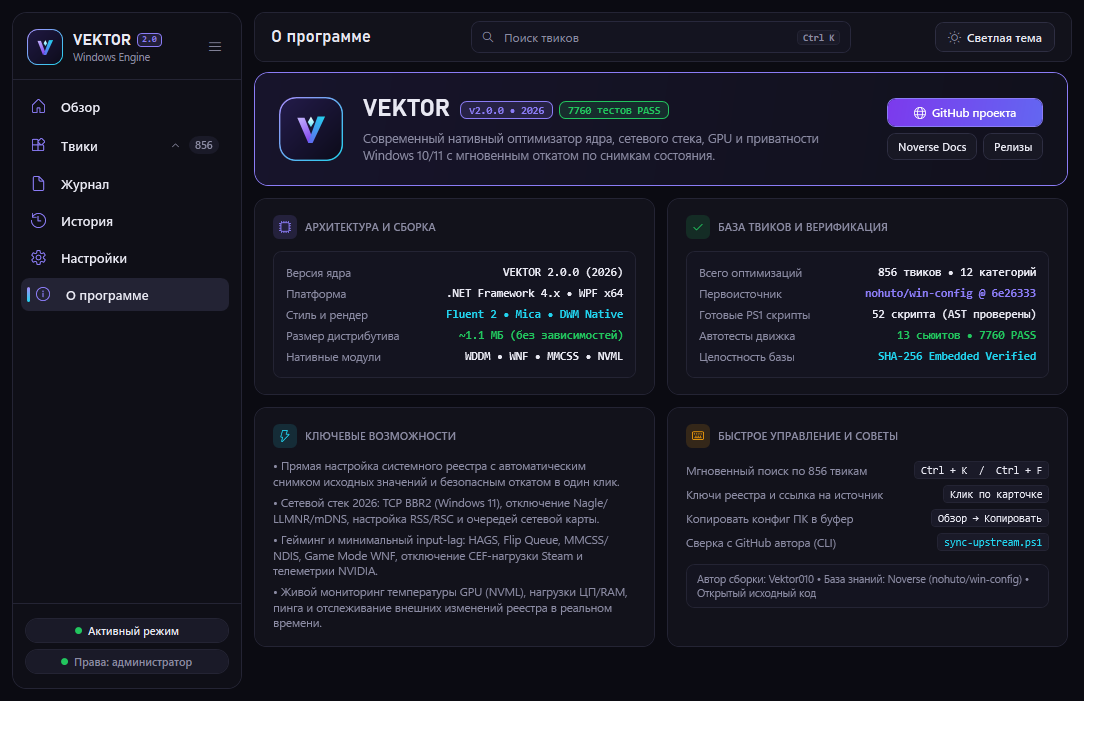 VEKTOR 2.0
Windows Engine
Обзор
Твики 856
Журнал
История
Настройки
О программе
Активный режим
Права: администратор
О программе
Поиск твиков Ctrl K
Светлая тема
VEKTOR v2.0.0 • 2026 7760 тестов PASS
Современный нативный оптимизатор ядра, сетевого стека, GPU и приватности
Windows 10/11 с мгновенным откатом по снимкам состояния.
GitHub проекта
Noverse Docs Релизы
АРХИТЕКТУРА И СБОРКА
Версия ядра VEKTOR 2.0.0 (2026)
Платформа .NET Framework 4.x • WPF x64
Стиль и рендер Fluent 2 • Mica • DWM Native
Размер дистрибутива ~1.1 МБ (без зависимостей)
Нативные модули WDDM • WNF • MMCSS • NVML
БАЗА ТВИКОВ И ВЕРИФИКАЦИЯ
Всего оптимизаций 856 твиков • 12 категорий
Первоисточник nohuto/win-config @ 6e26333
Готовые PS1 скрипты 52 скрипта (AST проверены)
Автотесты движка 13 сьютов • 7760 PASS
Целостность базы SHA-256 Embedded Verified
КЛЮЧЕВЫЕ ВОЗМОЖНОСТИ
• Прямая настройка системного реестра с автоматическим
снимком исходных значений и безопасным откатом в один клик.
• Сетевой стек 2026: TCP BBR2 (Windows 11), отключение Nagle/
LLMNR/mDNS, настройка RSS/RSC и очередей сетевой карты.
• Гейминг и минимальный input-lag: HAGS, Flip Queue, MMCSS/
NDIS, Game Mode WNF, отключение CEF-нагрузки Steam и
телеметрии NVIDIA.
• Живой мониторинг температуры GPU (NVML), нагрузки ЦП/RAM,
пинга и отслеживание внешних изменений реестра в реальном
времени.
БЫСТРОЕ УПРАВЛЕНИЕ И СОВЕТЫ
Мгновенный поиск по 856 твикам Ctrl + K / Ctrl + F
Ключи реестра и ссылка на источник Клик по карточке
Копировать конфиг ПК в буфер Обзор → Копировать
Сверка с GitHub автора (CLI) sync-upstream.ps1
Автор сборки: Vektor010 • База знаний: Noverse (nohuto/win-config) •
Открытый исходный код